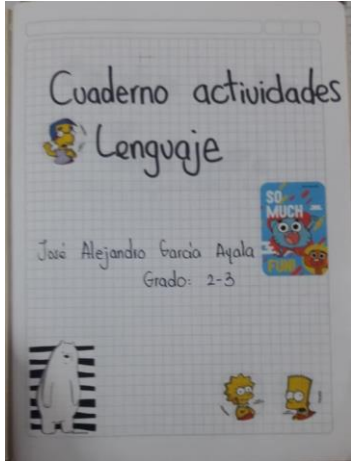 Cuaderno actividades
Lenguaje
SO
MUCH
FUN!
José Alejandro García Ayala
Grado: 2-3